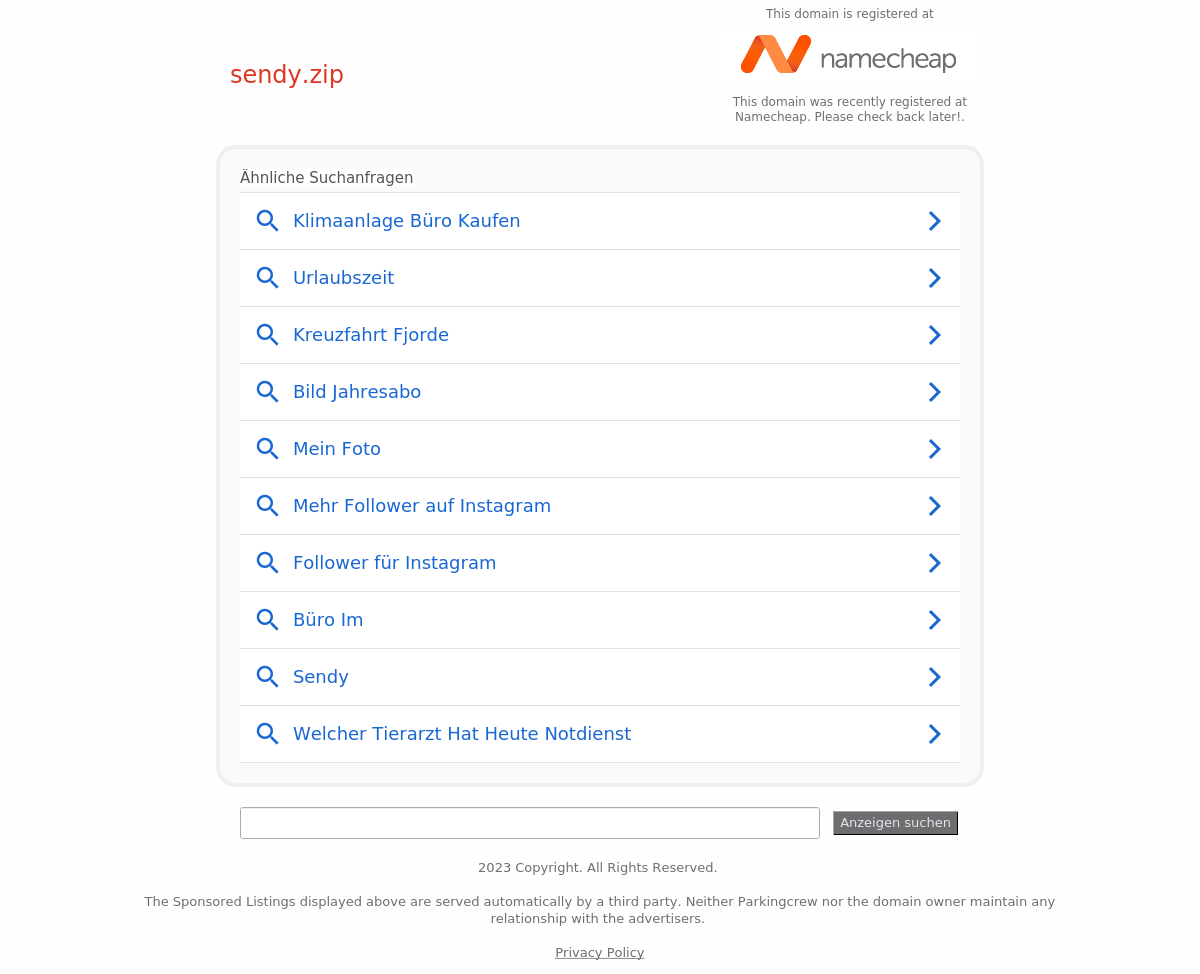 This domain is registered at
sendy.zip
namecheap
This domain was recently registered at
Namecheap. Please check back later!.
Ähnliche Suchanfragen
Klimaanlage Büro Kaufen
Urlaubszeit
Kreuzfahrt Fjorde
Bild Jahresabo
Mein Foto
Mehr Follower auf Instagram
Follower für Instagram
Büro Im
Sendy
Welcher Tierarzt Hat Heute Notdienst
Anzeigen suchen
2023 Copyright. All Rights Reserved.
The Sponsored Listings displayed above are served automatically by a third party. Neither Parkingcrew nor the domain owner maintain any
relationship with the advertisers.
Privacy Policy